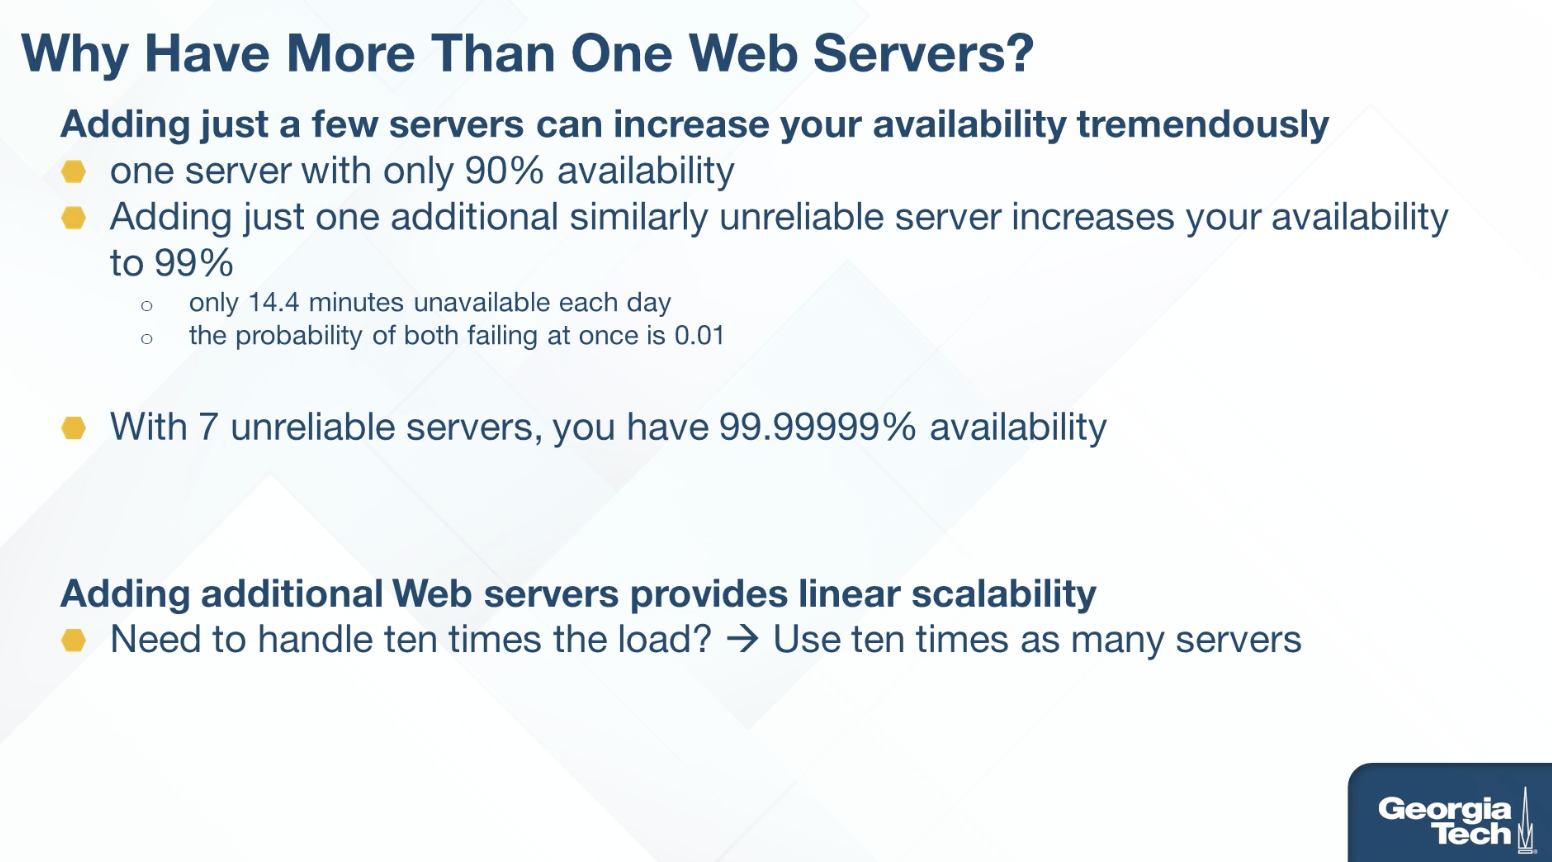 Why Have More Than One Web Servers?
Adding just a few servers can increase your availability tremendously
one server with only 90% availability
Adding just one additional similarly unreliable server increases your availability
to 99%
only 14.4 minutes unavailable each day
the probability of both failing at once is 0.01
With 7 unreliable servers, you have 99.99999% availability
Adding additional Web servers provides linear scalability
Need to handle ten times the load? → Use ten times as many servers
Georgia
Tech